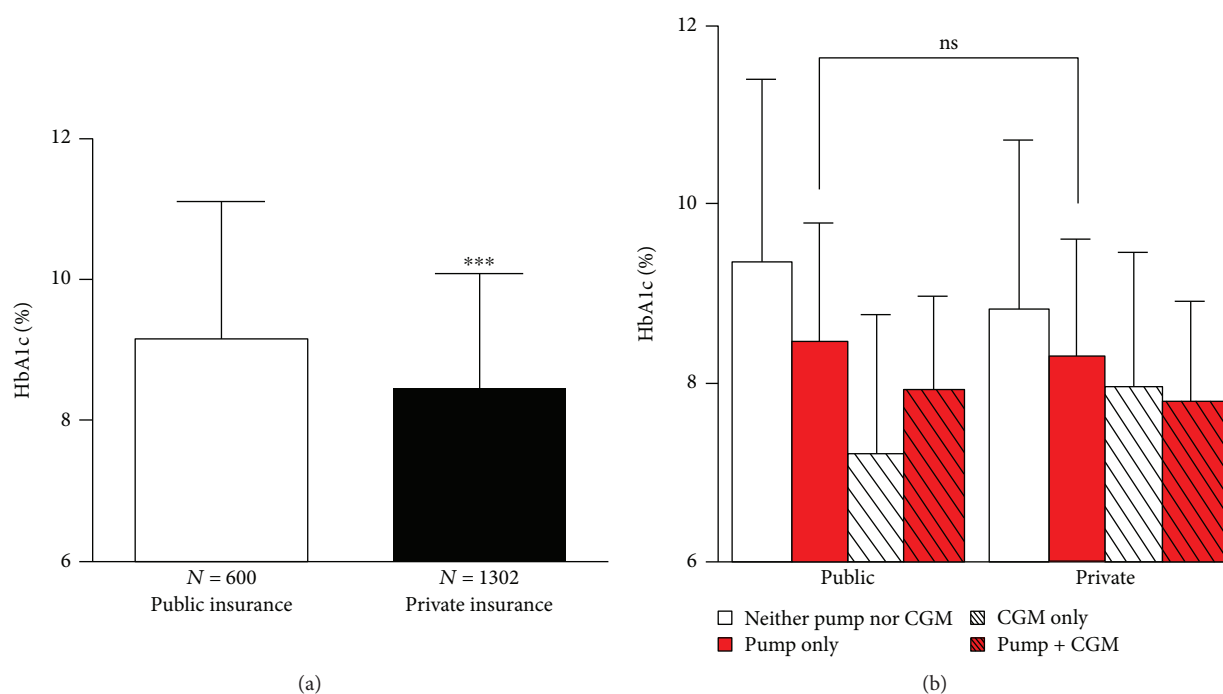 12
10
8
6
HbA1c (%)
***
N = 600
Public insurance
N = 1302
Private insurance
(a)
12
10
8
6
HbA1c (%)
ns
Public
Private
Neither pump nor CGM
Pump only
CGM only
Pump + CGM
(b)